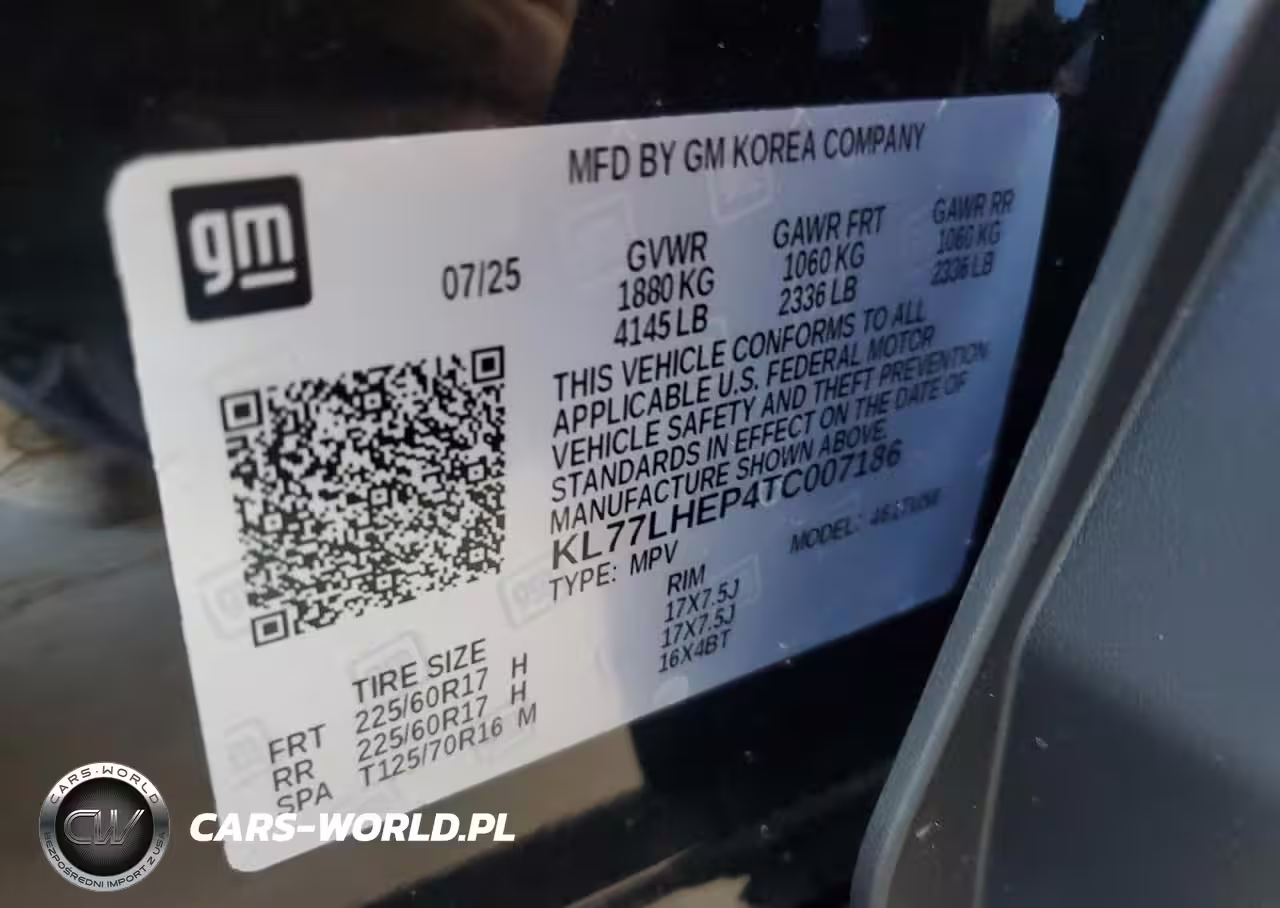 MFD BY GM KOREA COMPANY
gm
07/25
GVWR
1880 KG
4145 LB
GAWR FRT
1060 KG
2336 LB
GAWR RR
1060 KG
2336 LB
THIS VEHICLE CONFORMS TO ALL
APPLICABLE U.S. FEDERAL MOTOR
VEHICLE SAFETY AND THEFT PREVENTION
STANDARDS IN EFFECT ON THE DATE OF
MANUFACTURE SHOWN ABOVE.
KL77LHEP4TC007186
TYPE: MPV
MODEL:
TIRE SIZE
RIM
FRT 225/60R17 H 17X7.5J
RR 225/60R17 H 17X7.5J
SPA T125/70R16 M 16X4BT
CARS-WORLD
CW
BEZPOŚREDNI IMPORT Z USA
CARS-WORLD.PL